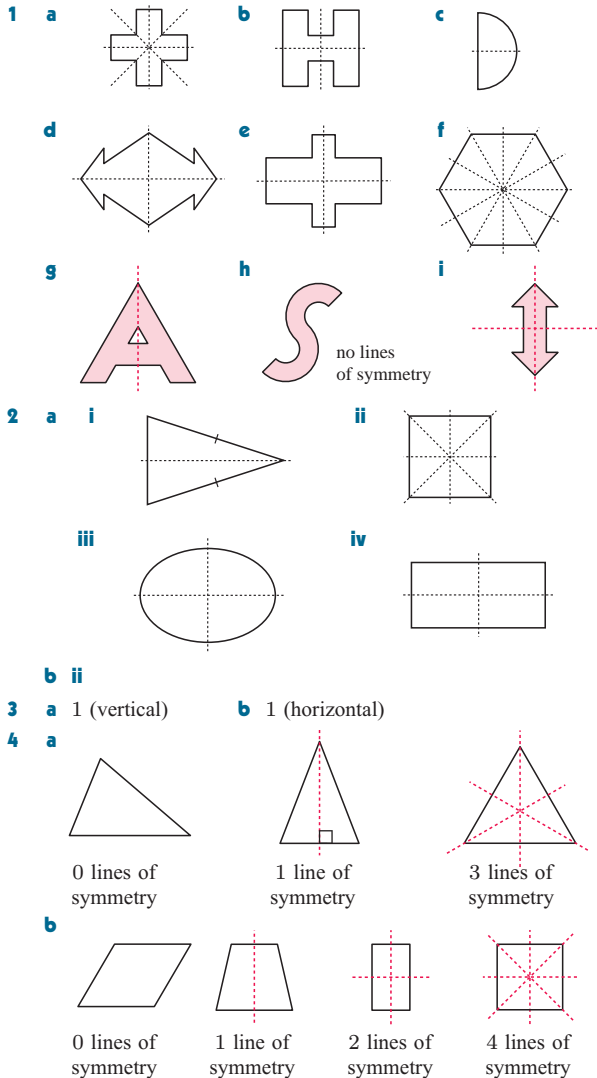 1 a b c
d e f
g h i
no lines
of symmetry
2 a i ii
iii iv
b ii
3 a 1 (vertical) b 1 (horizontal)
4 a
0 lines of
symmetry
1 line of
symmetry
3 lines of
symmetry
b
0 lines of
symmetry
1 line of
symmetry
2 lines of
symmetry
4 lines of
symmetry